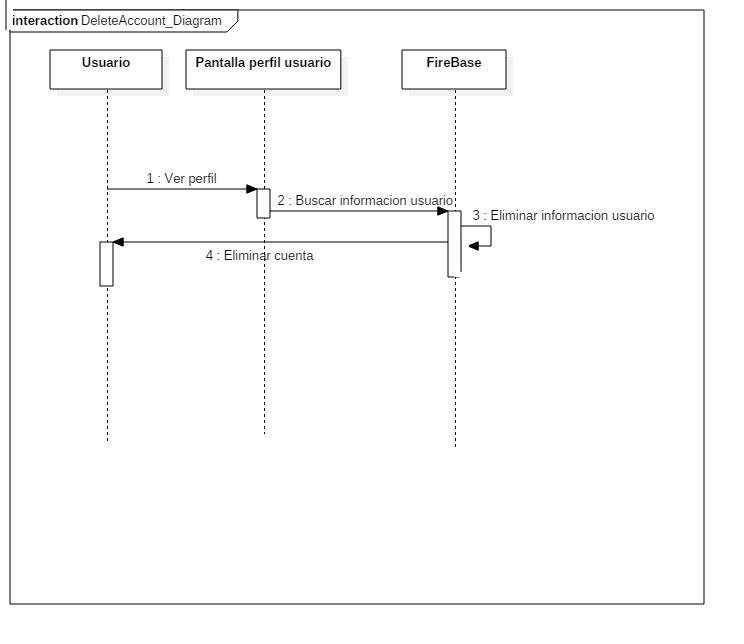 interaction DeleteAccount_Diagram
Usuario
Pantalla perfil usuario
FireBase
1 : Ver perfil
2 : Buscar informacion usuario
3 : Eliminar informacion usuario
4 : Eliminar cuenta